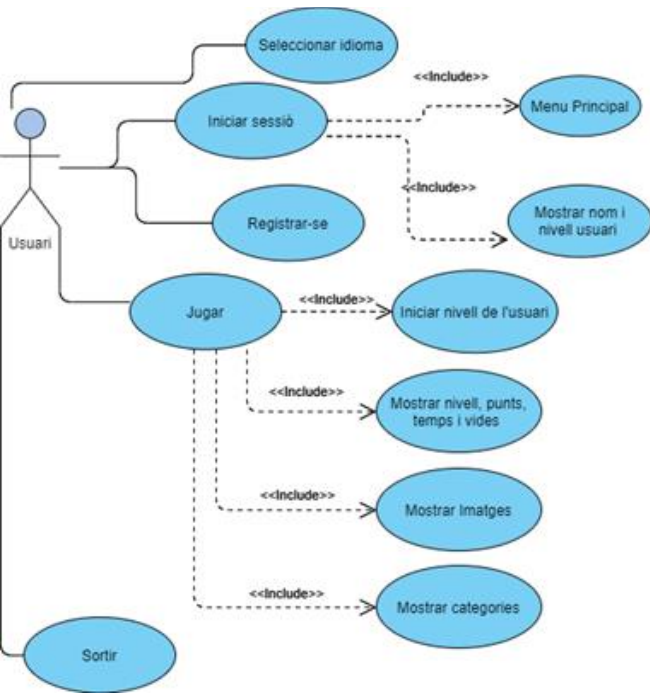 Seleccionar idioma
<<Include>>
Menu Principal
Iniciar sessiò
<<Include>>
Mostrar nom i
nivell usuari
Registrar-se
Usuari
<<Include>>
Jugar
Iniciar nivell de l'usuari
<<Include>>
Mostrar nivell, punts,
temps i vides
<<Include>>
Mostrar Imatges
<<Include>>
Mostrar categories
Sortir